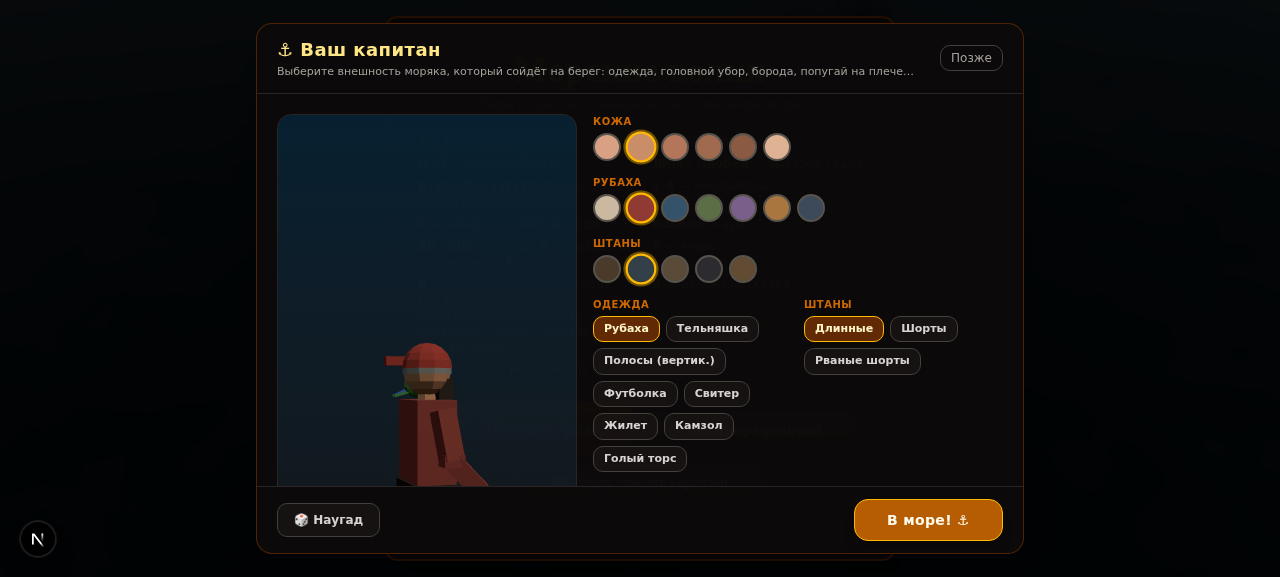 ⚓ Ваш капитан
Выберите внешность моряка, который сойдёт на берег: одежда, головной убор, борода, попугай на плече…
Позже
КОЖА
РУБАХА
ШТАНЫ
ОДЕЖДА
Рубаха Тельняшка
Полосы (вертик.)
Футболка Свитер
Жилет Камзол
Голый торс
ШТАНЫ
Длинные Шорты
Рваные шорты
🎲 Наугад
В море! ⚓
N